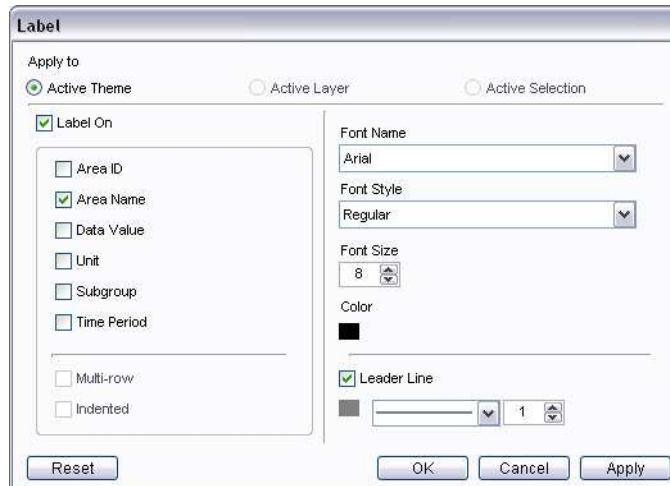 Label
Apply to
Active Theme Active Layer Active Selection
Label On
Area ID
Area Name
Data Value
Unit
Subgroup
Time Period
Multi-row
Indented
Font Name
Arial
Font Style
Regular
Font Size
8
Color
Leader Line
1
Reset OK Cancel Apply